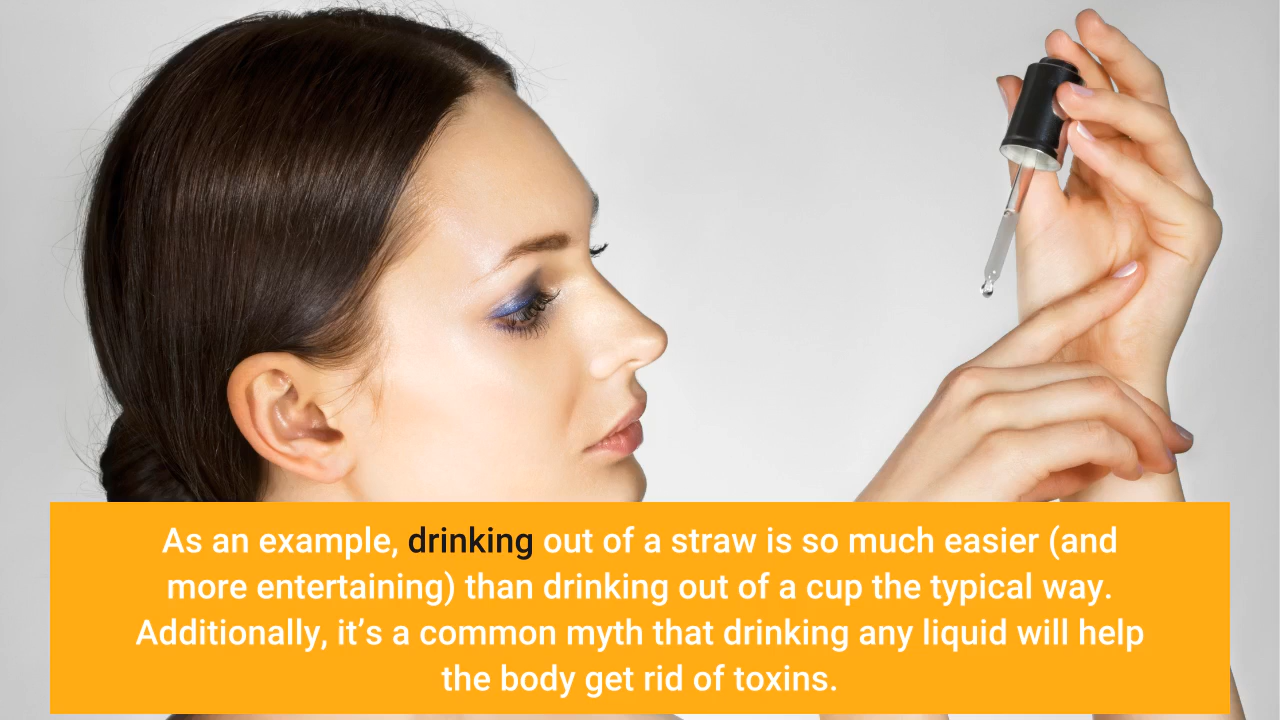 As an example, drinking out of a straw is so much easier (and
more entertaining) than drinking out of a cup the typical way.
Additionally, it’s a common myth that drinking any liquid will help
the body get rid of toxins.